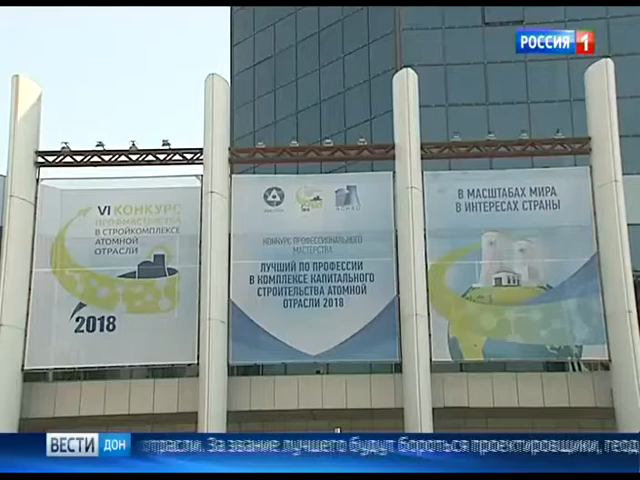 РОССИЯ 1
VI КОНКУРС
ПРОФМАСТЕРСТВА
В СТРОЙКОМПЛЕКСЕ
АТОМНОЙ
ОТРАСЛИ
2018
КОНКУРС ПРОФЕССИОНАЛЬНОГО
МАСТЕРСТВА
ЛУЧШИЙ ПО ПРОФЕССИИ
В КОМПЛЕКСЕ КАПИТАЛЬНОГО
СТРОИТЕЛЬСТВА АТОМНОЙ
ОТРАСЛИ 2018
В МАСШТАБАХ МИРА
В ИНТЕРЕСАХ СТРАНЫ
ВЕСТИ ДОН отрасли. За звание лучшего будут бороться проектировщики, геод